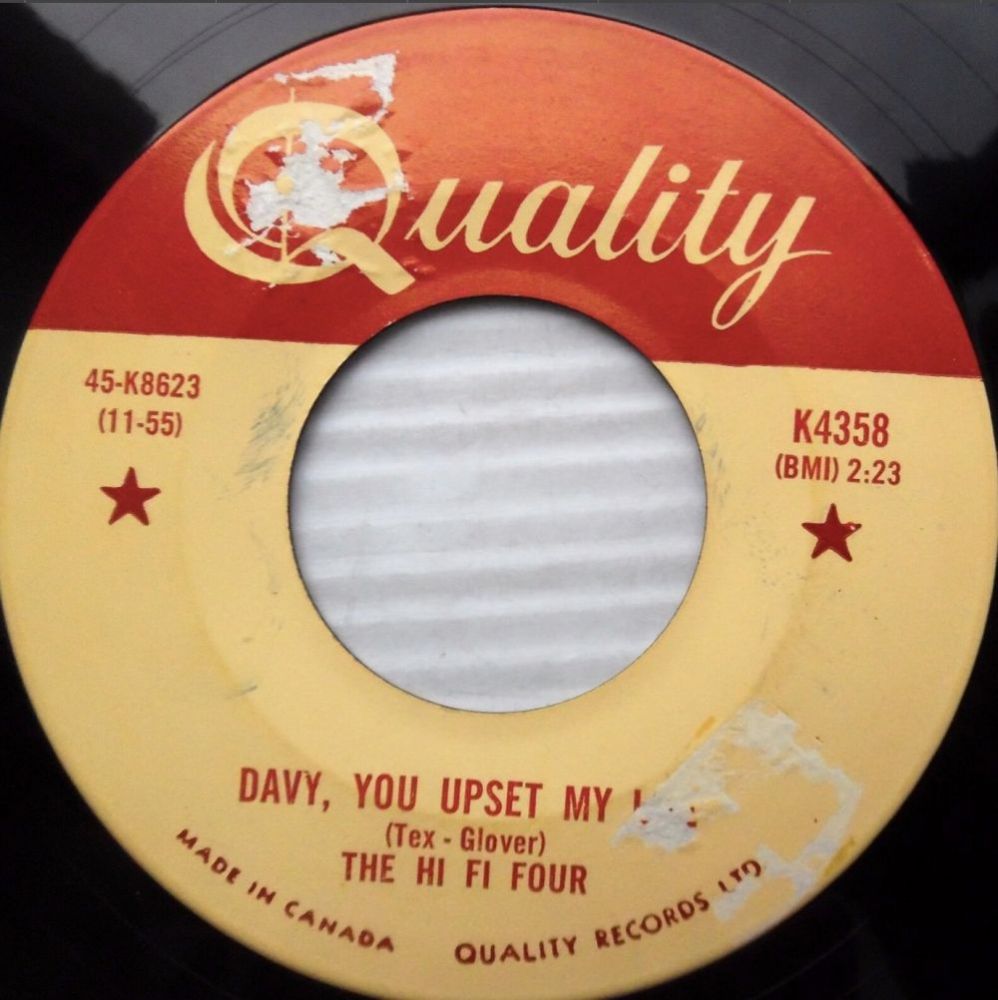 Quality
45-K8623
(11-55)
K4358
(BMI) 2:23
DAVY, YOU UPSET MY
(Tex - Glover)
THE HI FI FOUR
MADE IN CANADA
QUALITY RECORDS LTD